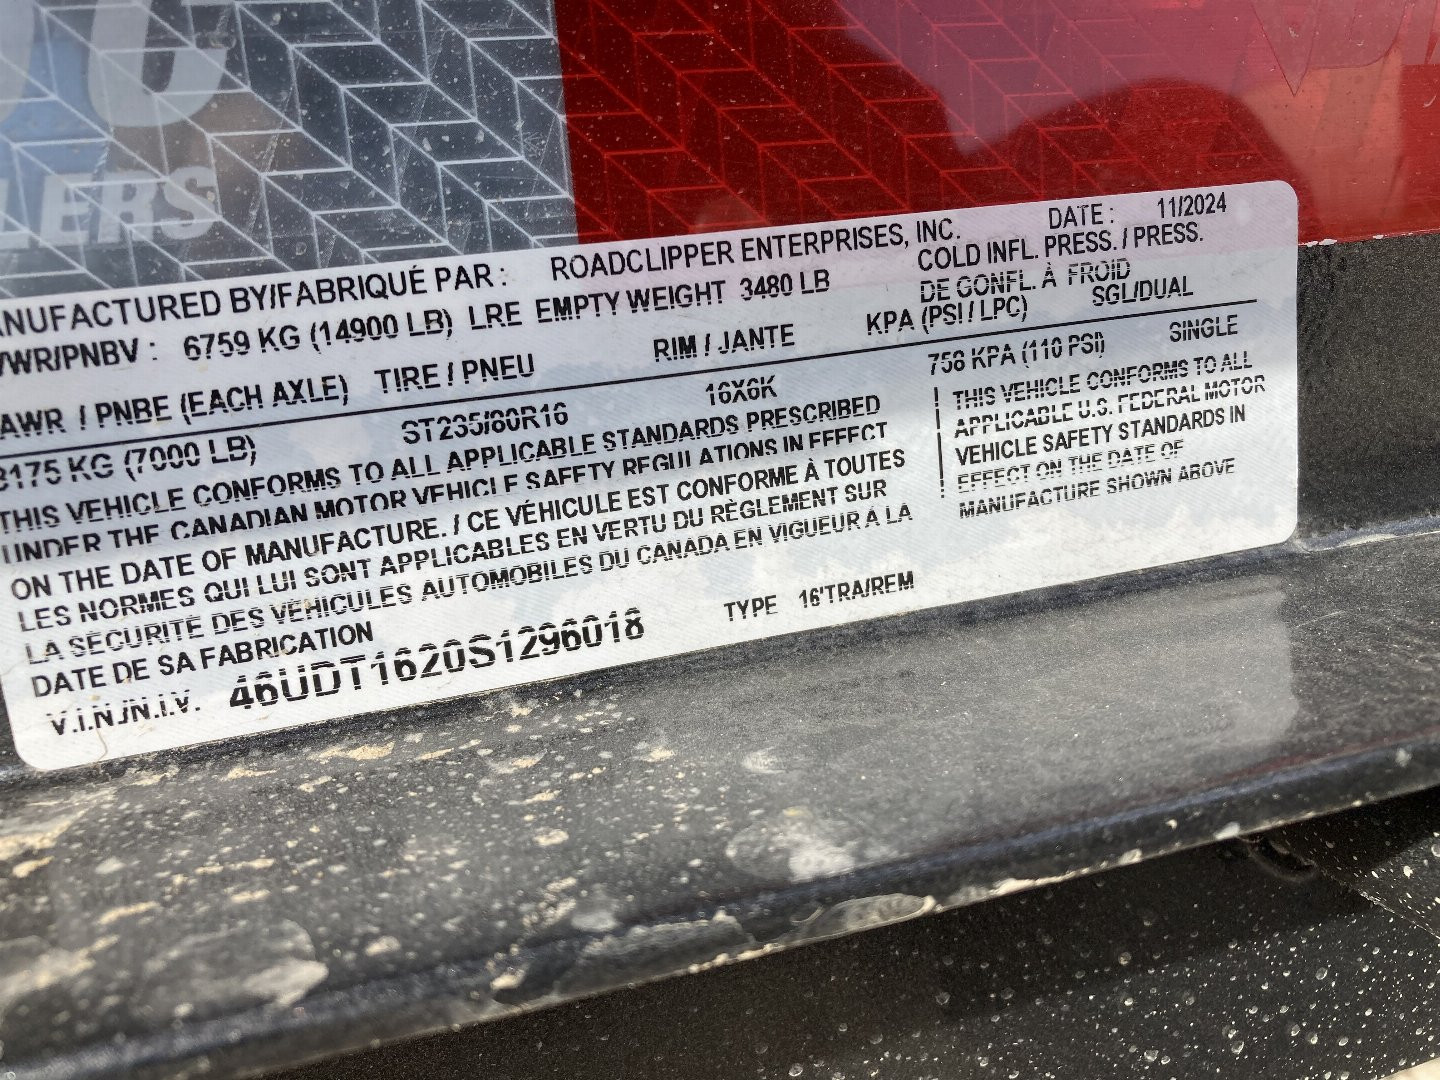 LERS
ANUFACTURED BY/FABRIQUÉ PAR : ROADCLIPPER ENTERPRISES, INC. DATE : 11/2024
VWR/PNBV : 6759 KG (14900 LB) LRE EMPTY WEIGHT 3480 LB COLD INFL. PRESS. / PRESS.
DE GONFL. À FROID
AWR / PNBE (EACH AXLE) TIRE / PNEU RIM / JANTE KPA (PSI / LPC) SGL/DUAL
3175 KG (7000 LB) ST235/80R16 16X6K 758 KPA (110 PSI) SINGLE
THIS VEHICLE CONFORMS TO ALL APPLICABLE STANDARDS PRESCRIBED
UNDER THE CANADIAN MOTOR VEHICLE SAFETY REGULATIONS IN EFFECT
ON THE DATE OF MANUFACTURE. / CE VÉHICULE EST CONFORME À TOUTES
LES NORMES QUI LUI SONT APPLICABLES EN VERTU DU RÈGLEMENT SUR
LA SÉCURITÉ DES VÉHICULES AUTOMOBILES DU CANADA EN VIGUEUR À LA
DATE DE SA FABRICATION
THIS VEHICLE CONFORMS TO ALL
APPLICABLE U.S. FEDERAL MOTOR
VEHICLE SAFETY STANDARDS IN
EFFECT ON THE DATE OF
MANUFACTURE SHOWN ABOVE
V.I.N./N.I.V. 46UDT1620S1296018 TYPE 16'TRA/REM